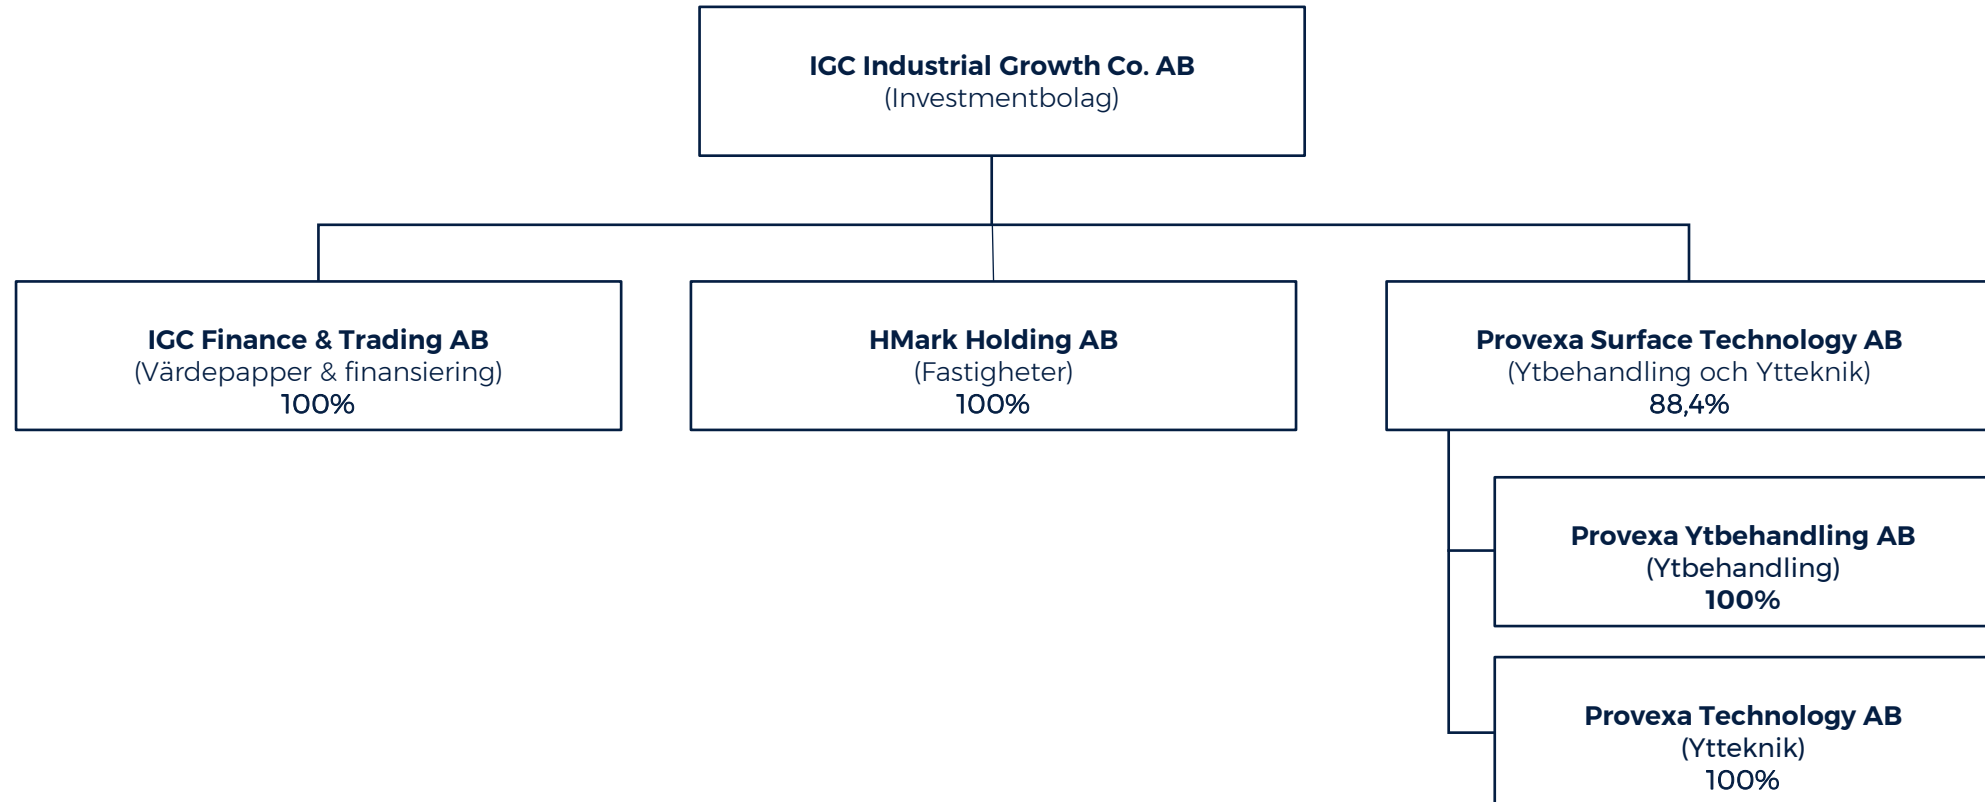 IGC Industrial Growth Co. AB
(Investmentbolag)
IGC Finance & Trading AB
(Värdepapper & finansiering)
100%
HMark Holding AB
(Fastigheter)
100%
Provexa Surface Technology AB
(Ytbehandling och Ytteknik)
88,4%
Provexa Ytbehandling AB
(Ytbehandling)
100%
Provexa Technology AB
(Ytteknik)
100%